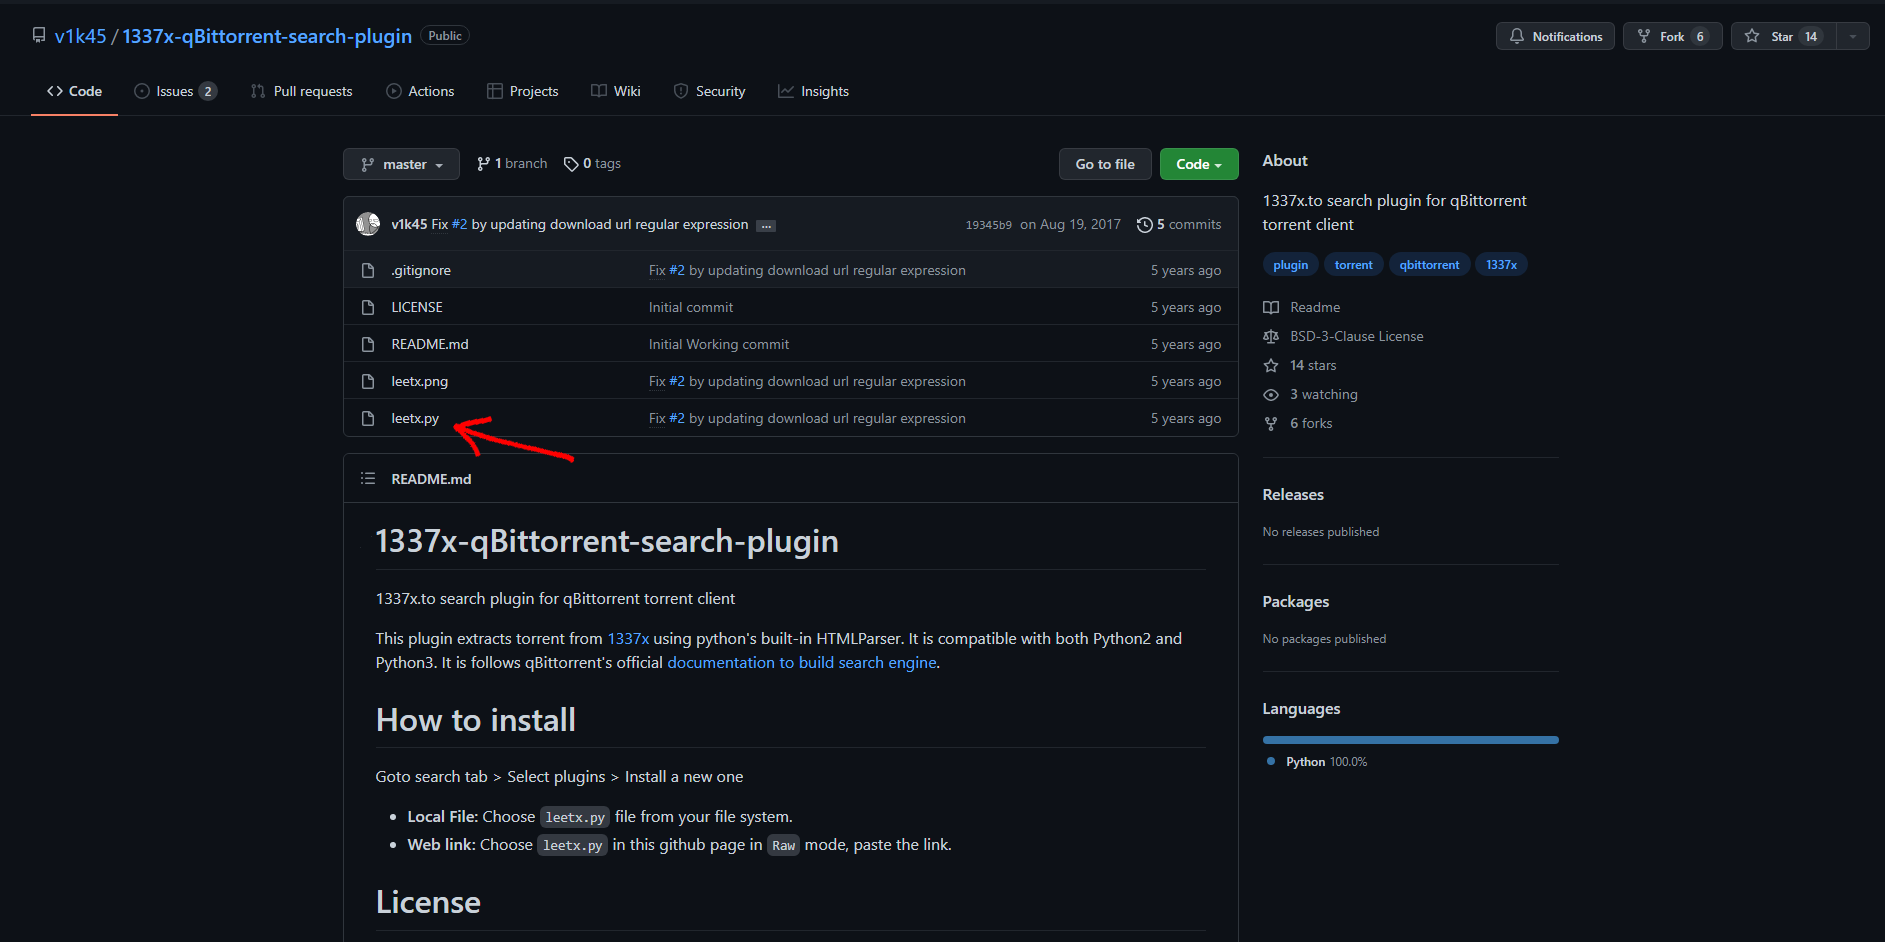 v1k45 / 1337x-qBittorrent-search-plugin Public
Notifications Fork 6 Star 14
Code Issues 2 Pull requests Actions Projects Wiki Security Insights
master 1 branch 0 tags Go to file Code
v1k45 Fix #2 by updating download url regular expression ... 19345b9 on Aug 19, 2017 5 commits
.gitignore Fix #2 by updating download url regular expression 5 years ago
LICENSE Initial commit 5 years ago
README.md Initial Working commit 5 years ago
leetx.png Fix #2 by updating download url regular expression 5 years ago
leetx.py Fix #2 by updating download url regular expression 5 years ago
README.md
1337x-qBittorrent-search-plugin
1337x.to search plugin for qBittorrent torrent client
This plugin extracts torrent from 1337x using python's built-in HTMLParser. It is compatible with both Python2 and
Python3. It is follows qBittorrent's official documentation to build search engine.
How to install
Goto search tab > Select plugins > Install a new one
• Local File: Choose leetx.py file from your file system.
• Web link: Choose leetx.py in this github page in Raw mode, paste the link.
License
About
1337x.to search plugin for qBittorrent
torrent client
plugin torrent qbittorrent 1337x
Readme
BSD-3-Clause License
14 stars
3 watching
6 forks
Releases
No releases published
Packages
No packages published
Languages
Python 100.0%